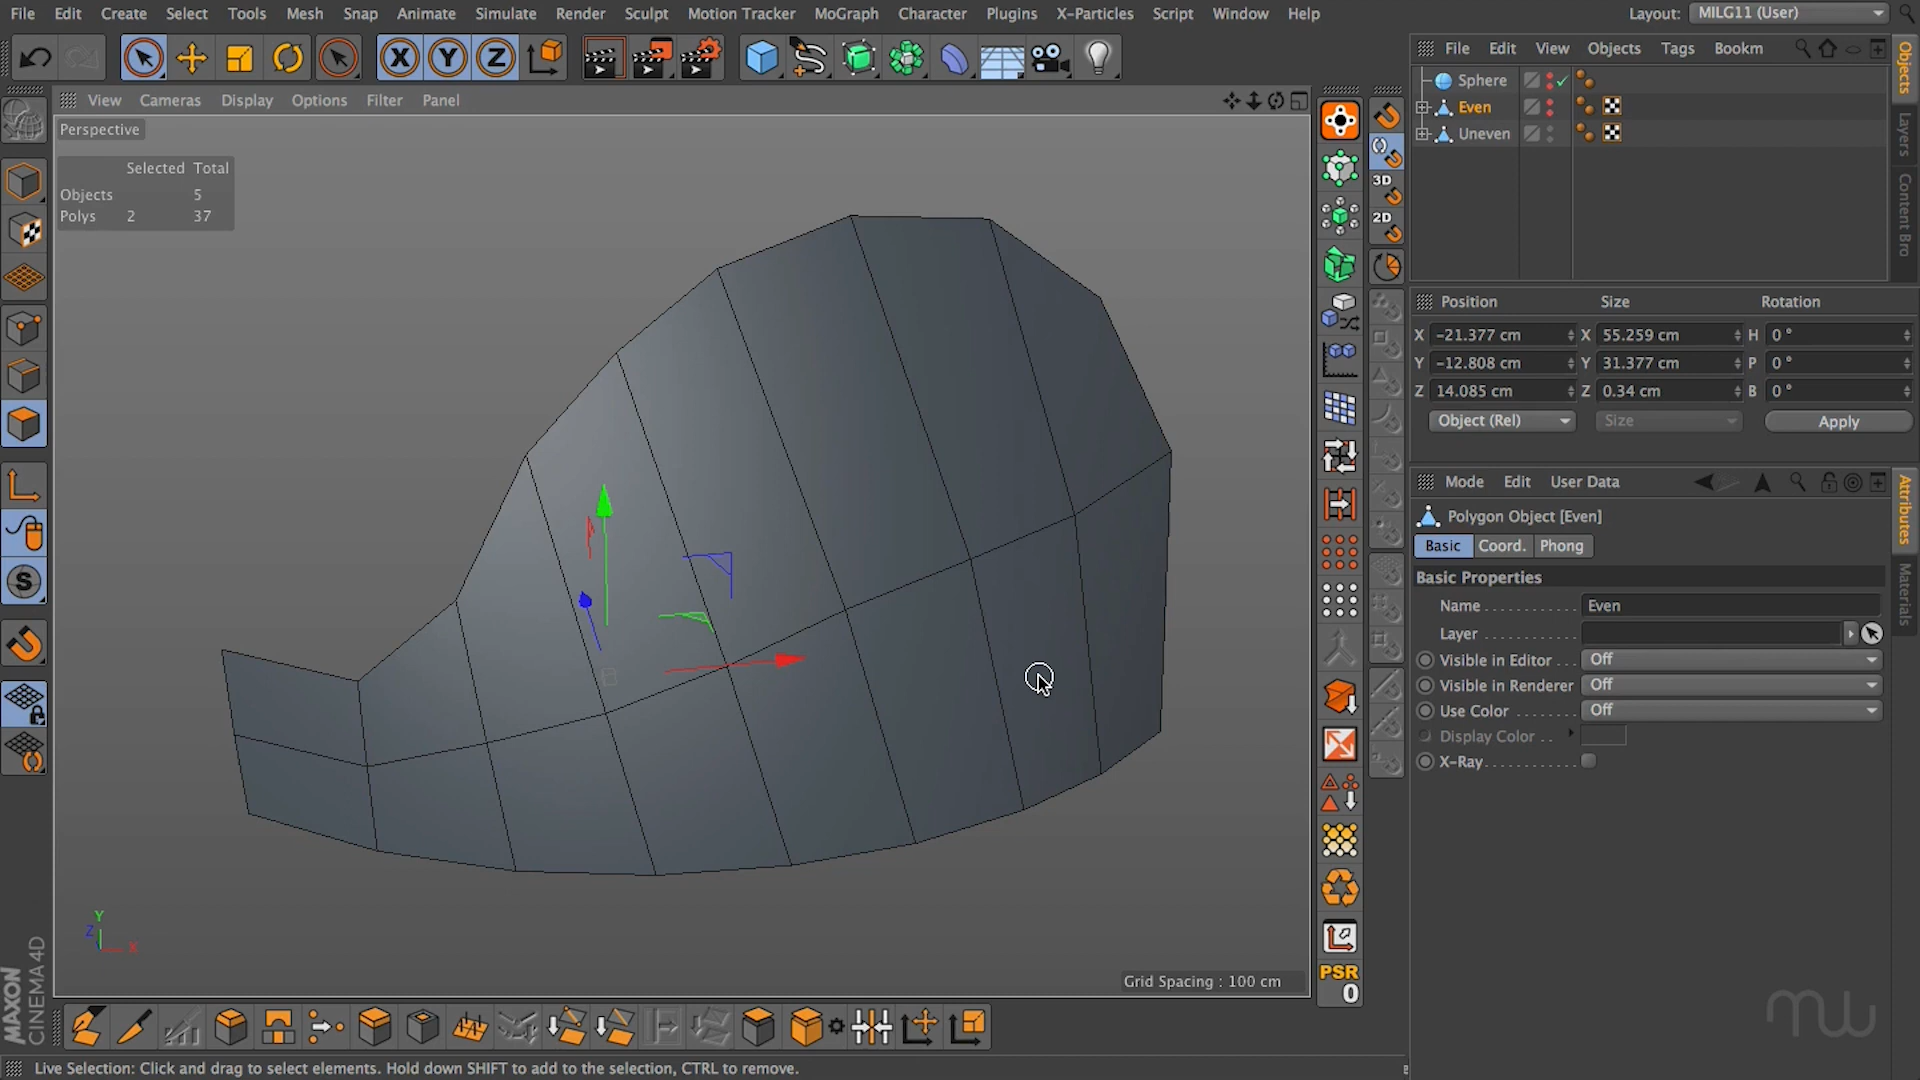 File Edit Create Select Tools Mesh Snap Animate Simulate Render Sculpt Motion Tracker MoGraph Character Plugins X-Particles Script Window Help
Layout: MILG11 (User)
X Y Z
File Edit View Objects Tags Bookm
Sphere
Even
Uneven
Objects
Layers
Content Bro
View Cameras Display Options Filter Panel
Perspective
Selected Total
Objects 5
Polys 2 37
3D
2D
Position Size Rotation
X -21.377 cm X 55.259 cm H 0 °
Y -12.808 cm Y 31.377 cm P 0 °
Z 14.085 cm Z 0.34 cm B 0 °
Object (Rel) Size Apply
Mode Edit User Data
Polygon Object [Even]
Basic Coord. Phong
Basic Properties
Name Even
Layer
Visible in Editor Off
Visible in Renderer Off
Use Color Off
Display Color
X-Ray
Attributes
Materials
S
Y
Z
X
Grid Spacing : 100 cm
PSR
0
MAXON
CINEMA 4D
mw
Live Selection: Click and drag to select elements. Hold down SHIFT to add to the selection, CTRL to remove.